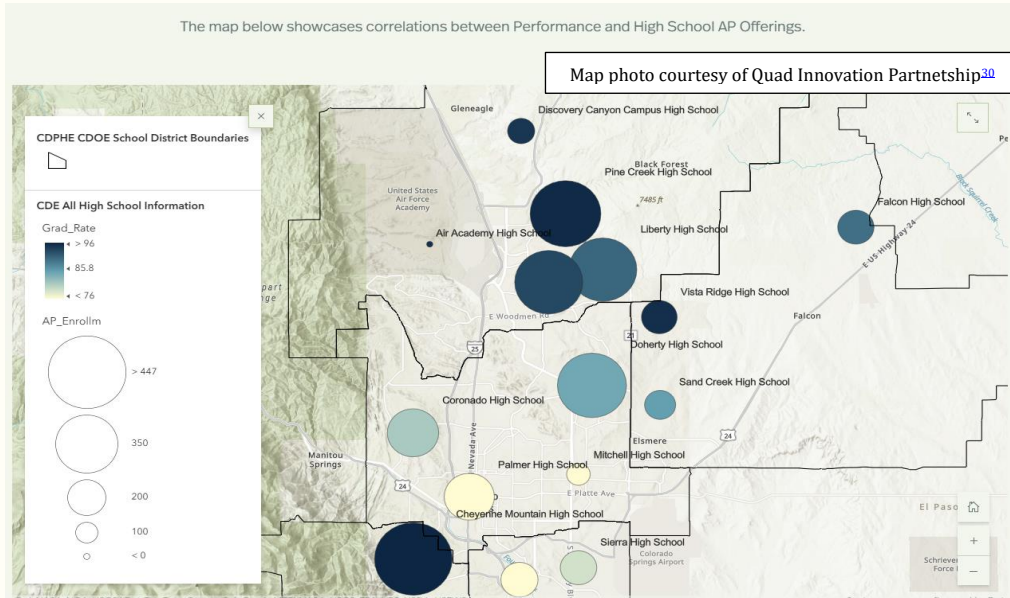 The map below showcases correlations between Performance and High School AP Offerings.
Map photo courtesy of Quad Innovation Partnetship30
CDPHE CDOE School District Boundaries
CDE All High School Information
Grad_Rate
> 96
85.8
< 76
AP_Enrollm
> 447
350
200
100
< 0
Gleneagle
Discovery Canyon Campus High School
Black Forest
Pine Creek High School
United States
Air Force
Academy
7485 ft
Falcon High School
Black Squirrel Creek
Air Academy High School
Liberty High School
E US Highway 24
Vista Ridge High School
E Woodmen Rd
Falcon
25
21
Doherty High School
Sand Creek High School
Coronado High School
Nevada Ave
Elsmere
24
Manitou
Springs
Mitchell High School
Palmer High School
24
E Platte Ave
El Paso
Cheyenne Mountain High School
Sierra High School
Colorado
Springs Airport